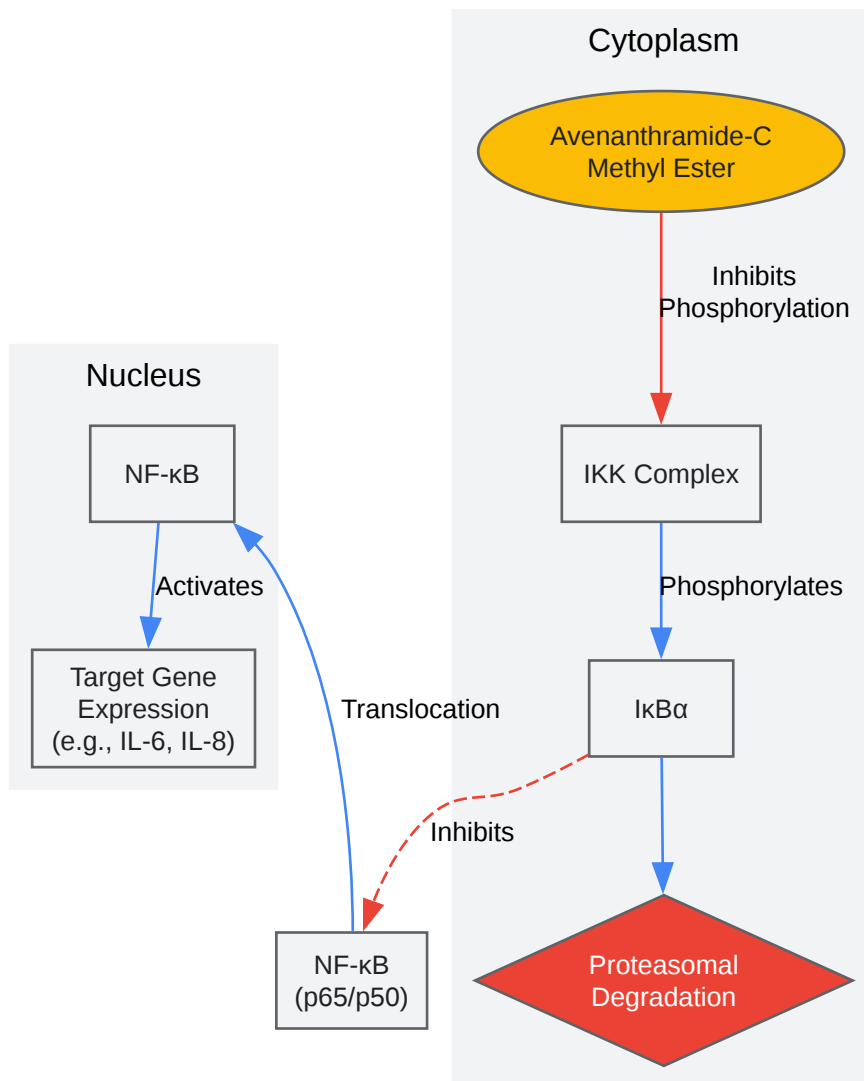 Cytoplasm
Avenanthramide-C
Methyl Ester
Inhibits
Phosphorylation
Nucleus
NF-κB
IKK Complex
Activates
Phosphorylates
Target Gene
Expression
(e.g., IL-6, IL-8)
Translocation
IκBα
Inhibits
NF-κB
(p65/p50)
Proteasomal
Degradation